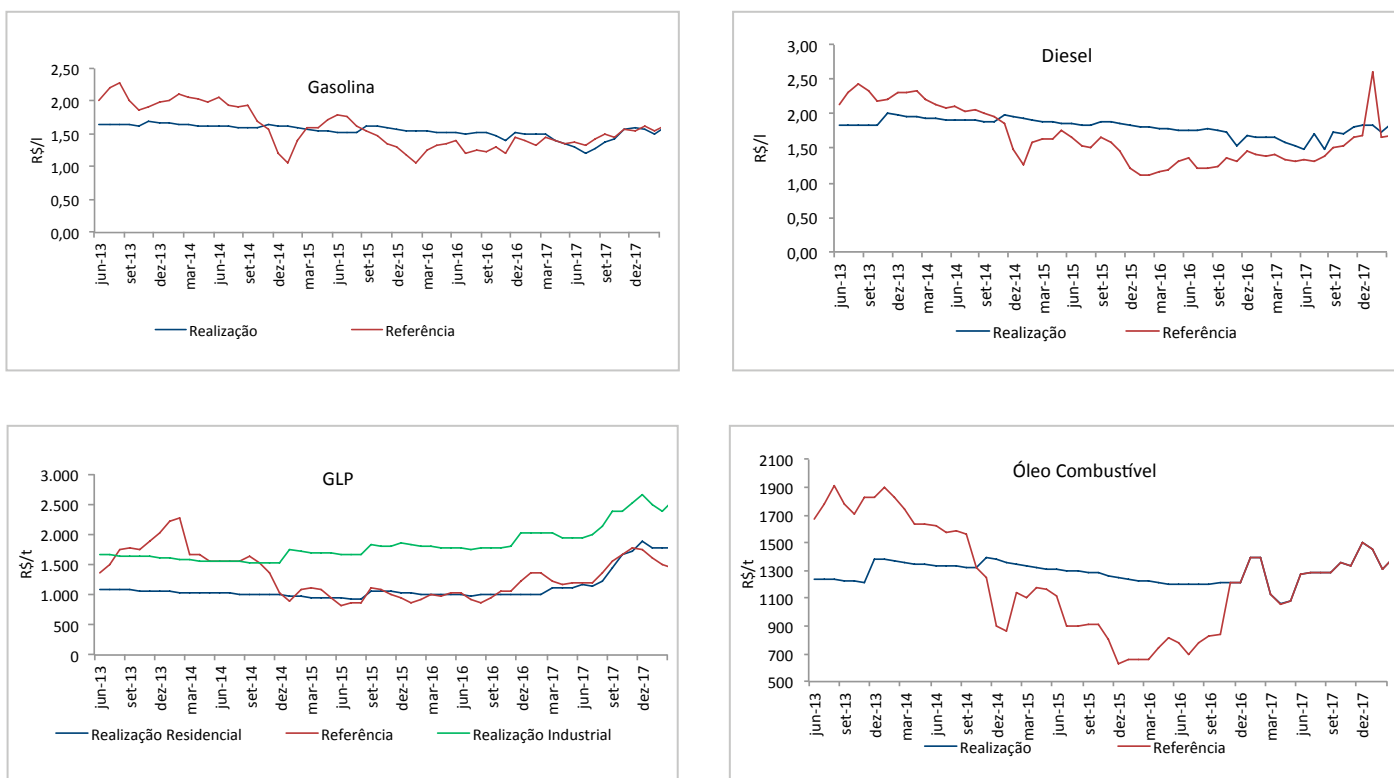 Gasolina
R$/l
2,50
2,00
1,50
1,00
0,50
0,00
jun-13 set-13 dez-13 mar-14 jun-14 set-14 dez-14 mar-15 jun-15 set-15 dez-15 mar-16 jun-16 set-16 dez-16 mar-17 jun-17 set-17 dez-17
Realização Referência
Diesel
R$/l
3,00
2,50
2,00
1,50
1,00
0,50
0,00
jun-13 set-13 dez-13 mar-14 jun-14 set-14 dez-14 mar-15 jun-15 set-15 dez-15 mar-16 jun-16 set-16 dez-16 mar-17 jun-17 set-17 dez-17
Realização Referência
GLP
R$/t
3.000
2.500
2.000
1.500
1.000
500
0
jun-13 set-13 dez-13 mar-14 jun-14 set-14 dez-14 mar-15 jun-15 set-15 dez-15 mar-16 jun-16 set-16 dez-16 mar-17 jun-17 set-17 dez-17
Realização Residencial Referência Realização Industrial
Óleo Combustível
R$/t
2100
1900
1700
1500
1300
1100
900
700
500
jun-13 set-13 dez-13 mar-14 jun-14 set-14 dez-14 mar-15 jun-15 set-15 dez-15 mar-16 jun-16 set-16 dez-16 mar-17 jun-17 set-17 dez-17
Realização Referência